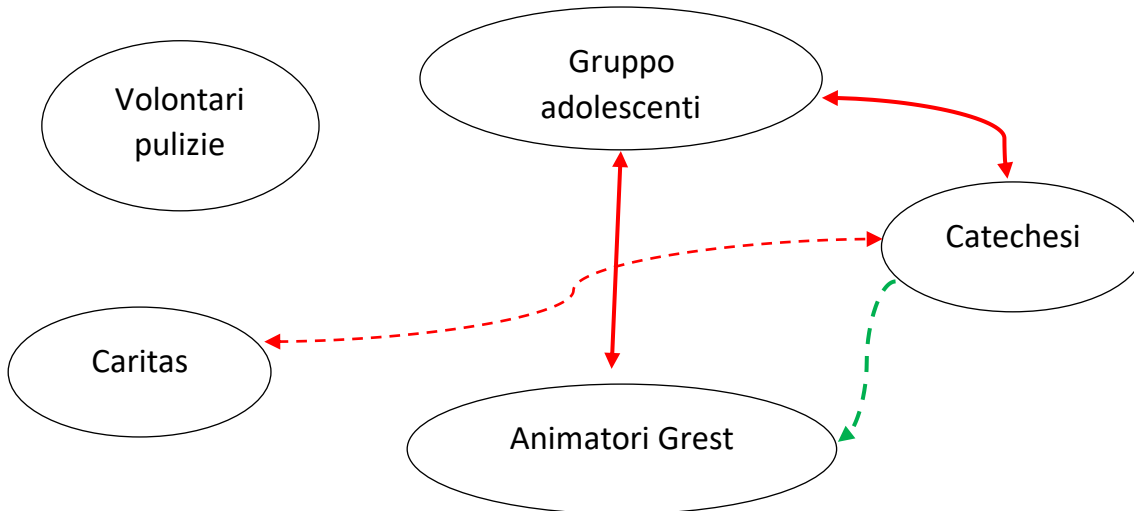 Volontari
pulizie
Gruppo
adolescenti
Catechesi
Caritas
Animatori Grest